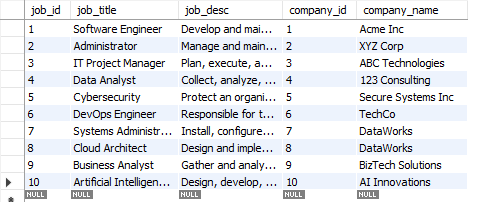 job_id job_title job_desc company_id company_name
1 Software Engineer Develop and mai... 1 Acme Inc
2 Administrator Manage and main... 2 XYZ Corp
3 IT Project Manager Plan, execute, a... 3 ABC Technologies
4 Data Analyst Collect, analyze, ... 4 123 Consulting
5 Cybersecurity Protect an organi... 5 Secure Systems Inc
6 DevOps Engineer Responsible for t... 6 TechCo
7 Systems Administr... Install, configure... 7 DataWorks
8 Cloud Architect Design and imple... 8 DataWorks
9 Business Analyst Gather and analy... 9 BizTech Solutions
10 Artificial Intelligen... Design, develop, ... 10 AI Innovations
NULL NULL NULL NULL NULL